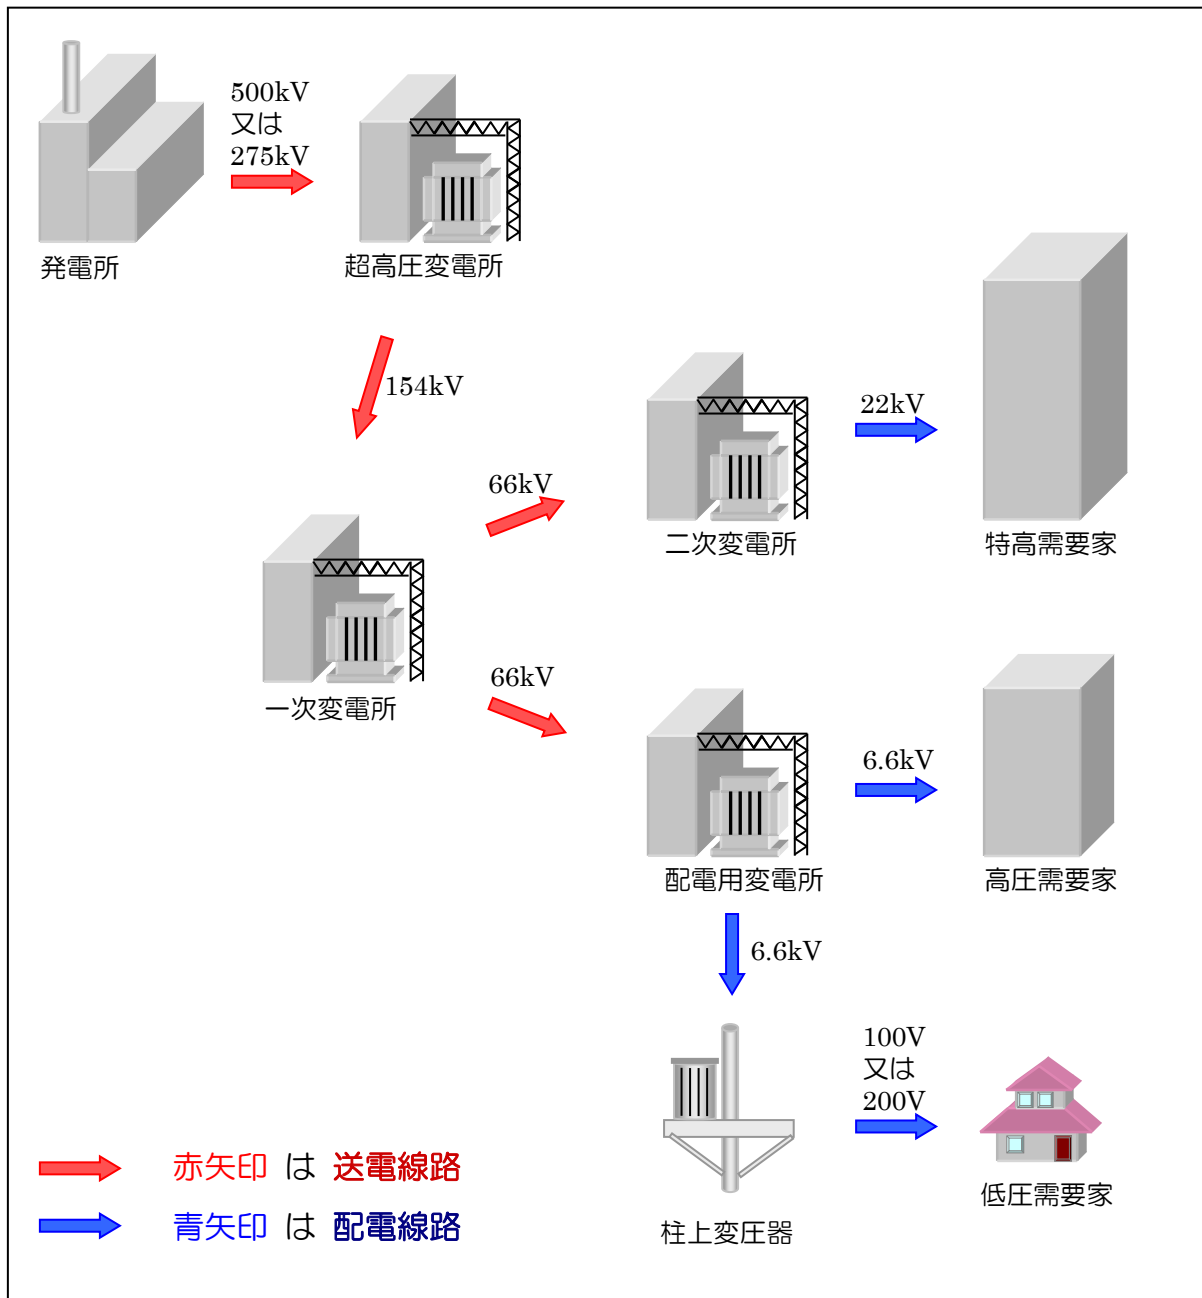 500kV
又は
275kV
発電所
超高圧変電所
154kV
66kV
22kV
二次変電所
特高需要家
一次変電所
66kV
6.6kV
配電用変電所
高圧需要家
6.6kV
100V
又は
200V
低圧需要家
柱上変圧器
赤矢印 は 送電線路
青矢印 は 配電線路